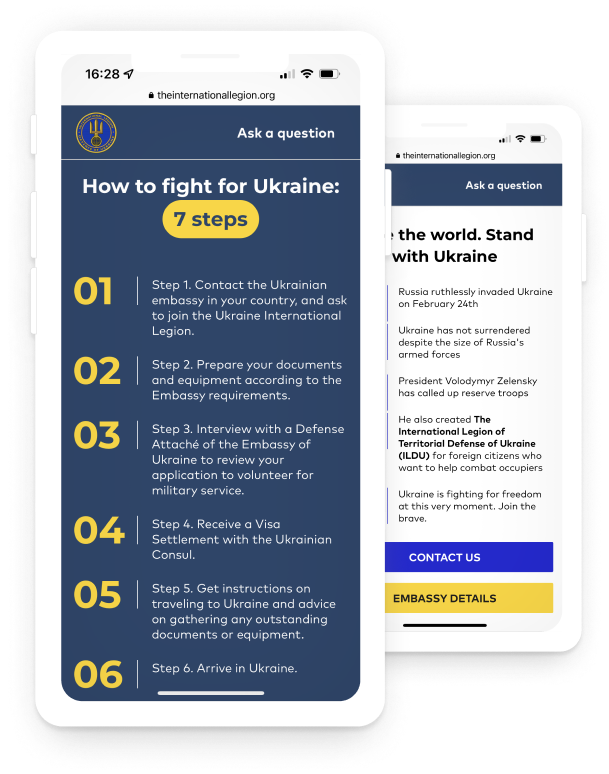 16:28
theinternationallegion.org
Ask a question
How to fight for Ukraine:
7 steps
01
Step 1. Contact the Ukrainian
embassy in your country, and ask
to join the Ukraine International
Legion.
02
Step 2. Prepare your documents
and equipment according to the
Embassy requirements.
03
Step 3. Interview with a Defense
Attaché of the Embassy of
Ukraine to review your
application to volunteer for
military service.
04
Step 4. Receive a Visa
Settlement with the Ukrainian
Consul.
05
Step 5. Get instructions on
traveling to Ukraine and advice
on gathering any outstanding
documents or equipment.
06
Step 6. Arrive in Ukraine.
theinternationallegion.org
Ask a question
the world. Stand
with Ukraine
Russia ruthlessly invaded Ukraine
on February 24th
Ukraine has not surrendered
despite the size of Russia's
armed forces
President Volodymyr Zelensky
has called up reserve troops
He also created The
International Legion of
Territorial Defense of Ukraine
(ILDU) for foreign citizens who
want to help combat occupiers
Ukraine is fighting for freedom
at this very moment. Join the
brave.
CONTACT US
EMBASSY DETAILS